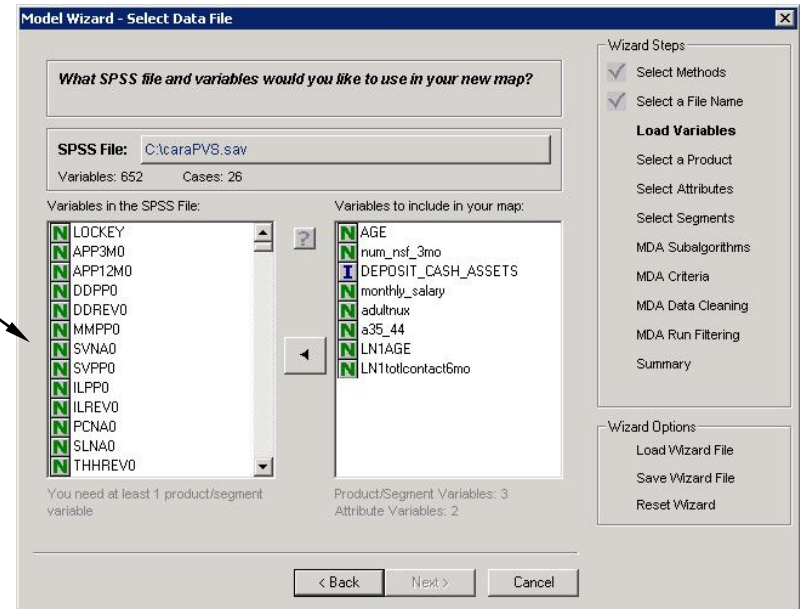 Model Wizard - Select Data File
What SPSS file and variables would you like to use in your new map?
SPSS File: C:\caraPVS.sav
Variables: 652 Cases: 26
Variables in the SPSS File:
N LOCKEY
N APP3M0
N APP12M0
N DDPP0
N DDREV0
N MMPP0
N SVNA0
N SVPP0
N ILPP0
N ILREV0
N PCNA0
N SLNA0
N THHREV0
You need at least 1 product/segment
variable
?
Variables to include in your map:
N AGE
N num_nsf_3mo
I DEPOSIT_CASH_ASSETS
N monthly_salary
N adultnux
N a35_44
N LN1AGE
N LN1totlcontact6mo
Product/Segment Variables: 3
Attribute Variables: 2
< Back
Next >
Cancel
Wizard Steps
Select Methods
Select a File Name
Load Variables
Select a Product
Select Attributes
Select Segments
MDA Subalgorithms
MDA Criteria
MDA Data Cleaning
MDA Run Filtering
Summary
Wizard Options
Load Wizard File
Save Wizard File
Reset Wizard